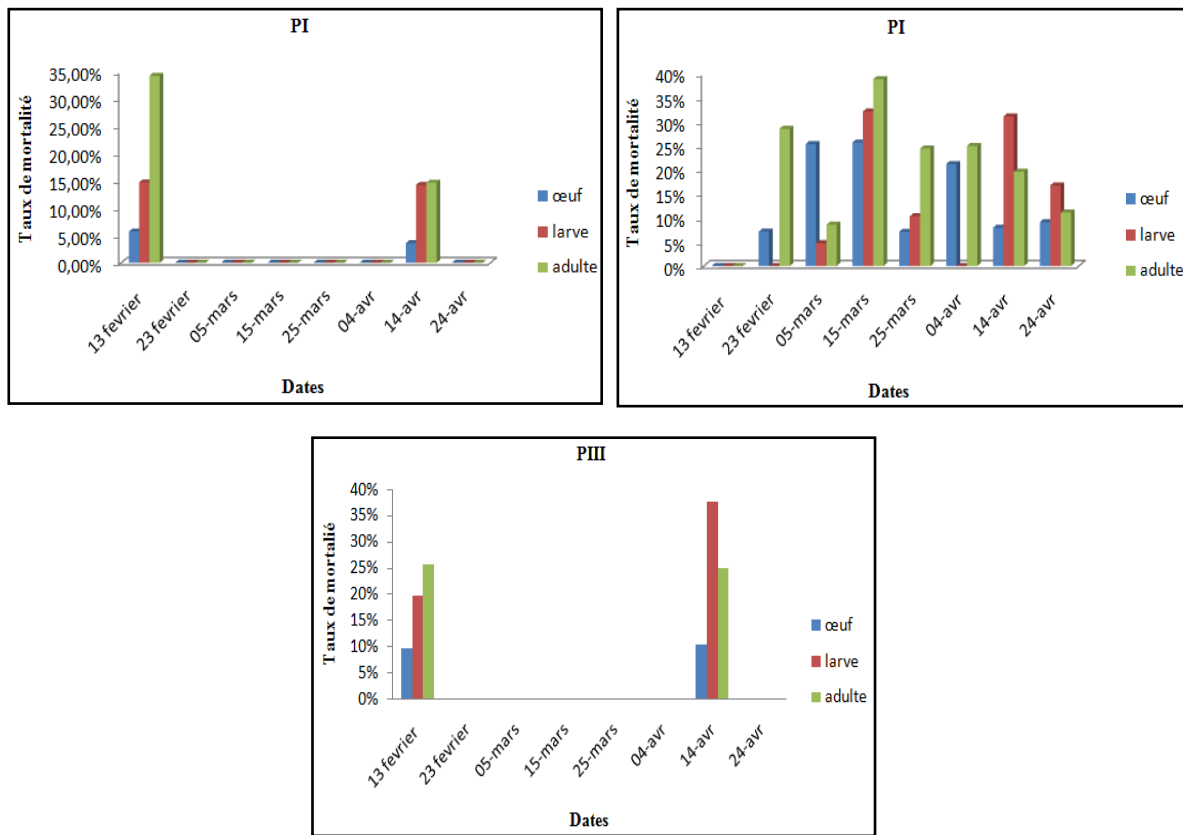 PI
Taux de mortalité
35,00%
30,00%
25,00%
20,00%
15,00%
10,00%
5,00%
0,00%
13 fevrier
23 fevrier
05-mars
15-mars
25-mars
04-avr
14-avr
24-avr
Dates
œuf
larve
adulte
PI
Taux de mortalité
40%
35%
30%
25%
20%
15%
10%
5%
0%
13 fevrier
23 fevrier
05-mars
15-mars
25-mars
04-avr
14-avr
24-avr
Dates
œuf
larve
adulte
PIII
Taux de mortalié
40%
35%
30%
25%
20%
15%
10%
5%
0%
13 fevrier
23 fevrier
05-mars
15-mars
25-mars
04-avr
14-avr
24-avr
Dates
œuf
larve
adulte